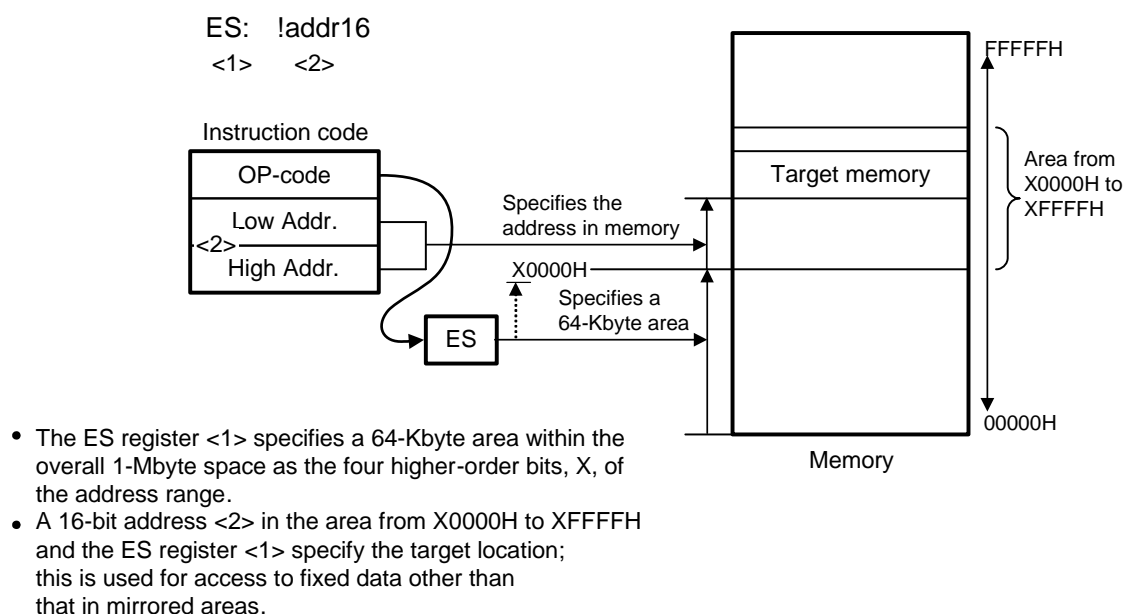 ES: !addr16
<1> <2>
Instruction code
OP-code
Low Addr.
<2>
High Addr.
ES
Specifies the
address in memory
X0000H
Specifies a
64-Kbyte area
Target memory
FFFFFH
Area from
X0000H to
XFFFFH
00000H
Memory
• The ES register <1> specifies a 64-Kbyte area within the
overall 1-Mbyte space as the four higher-order bits, X, of
the address range.
• A 16-bit address <2> in the area from X0000H to XFFFFH
and the ES register <1> specify the target location;
this is used for access to fixed data other than
that in mirrored areas.